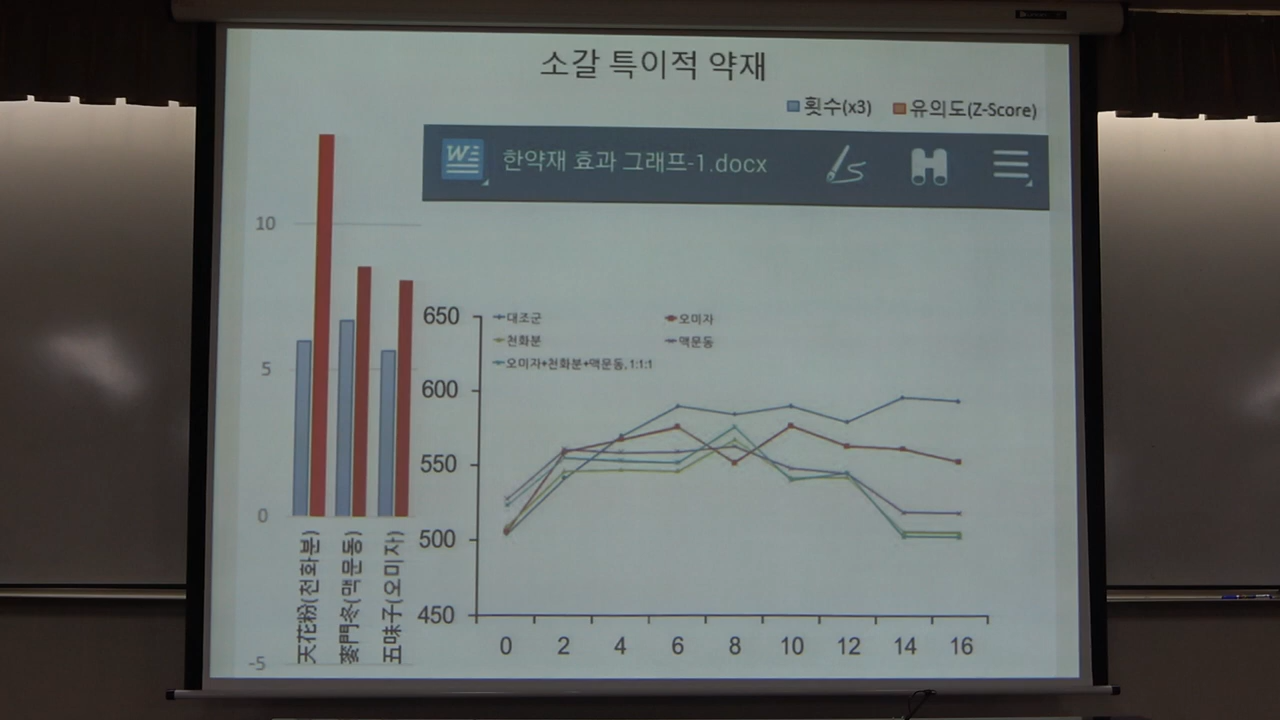 소갈 특이적 약재
횟수(x3) 유의도(Z-Score)
한약재 효과 그래프-1.docx
10
5
0
-5
天花粉(천화분)
麥門冬(맥문동)
五味子(오미자)
대조군 오미자
천화분 맥문동
오미자+천화분+맥문동, 1:1:1
650
600
550
500
450
0 2 4 6 8 10 12 14 16